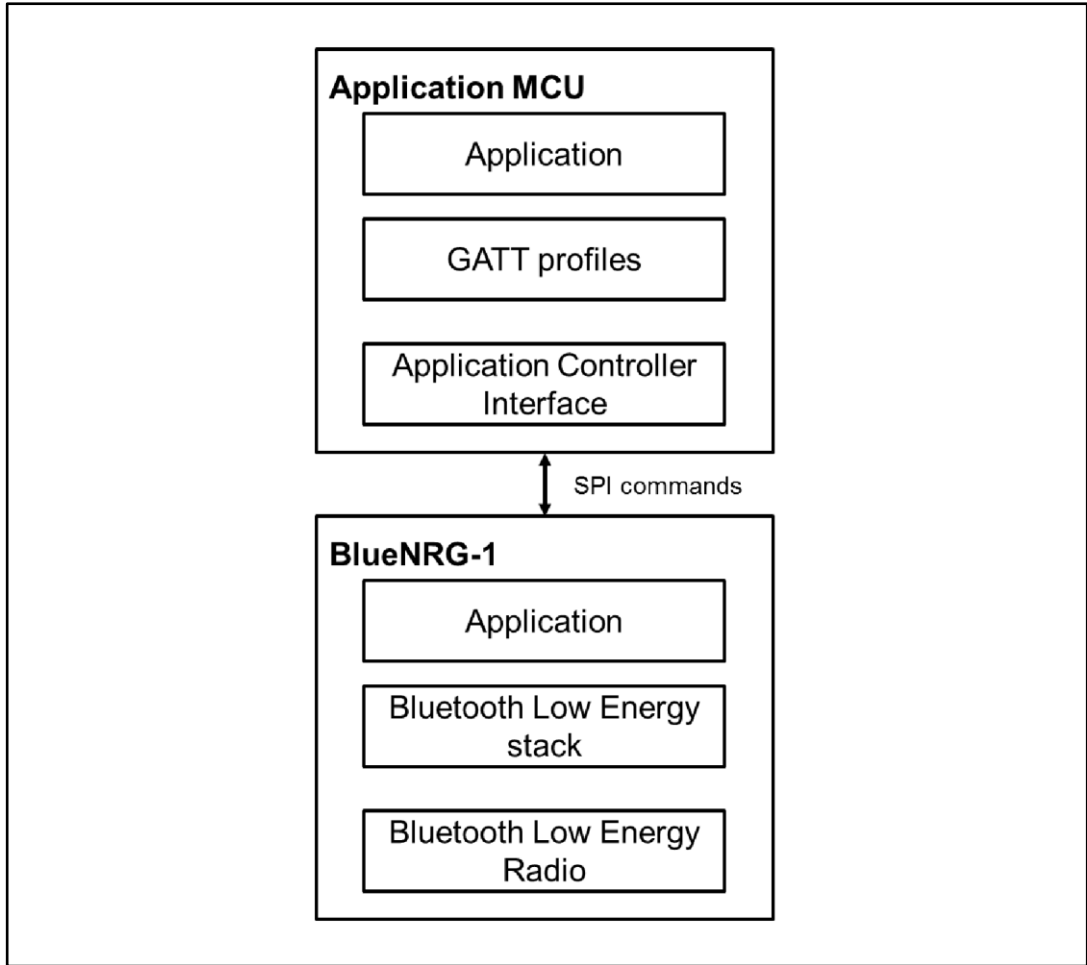 Application MCU
Application
GATT profiles
Application Controller
Interface
SPI commands
BlueNRG-1
Application
Bluetooth Low Energy
stack
Bluetooth Low Energy
Radio